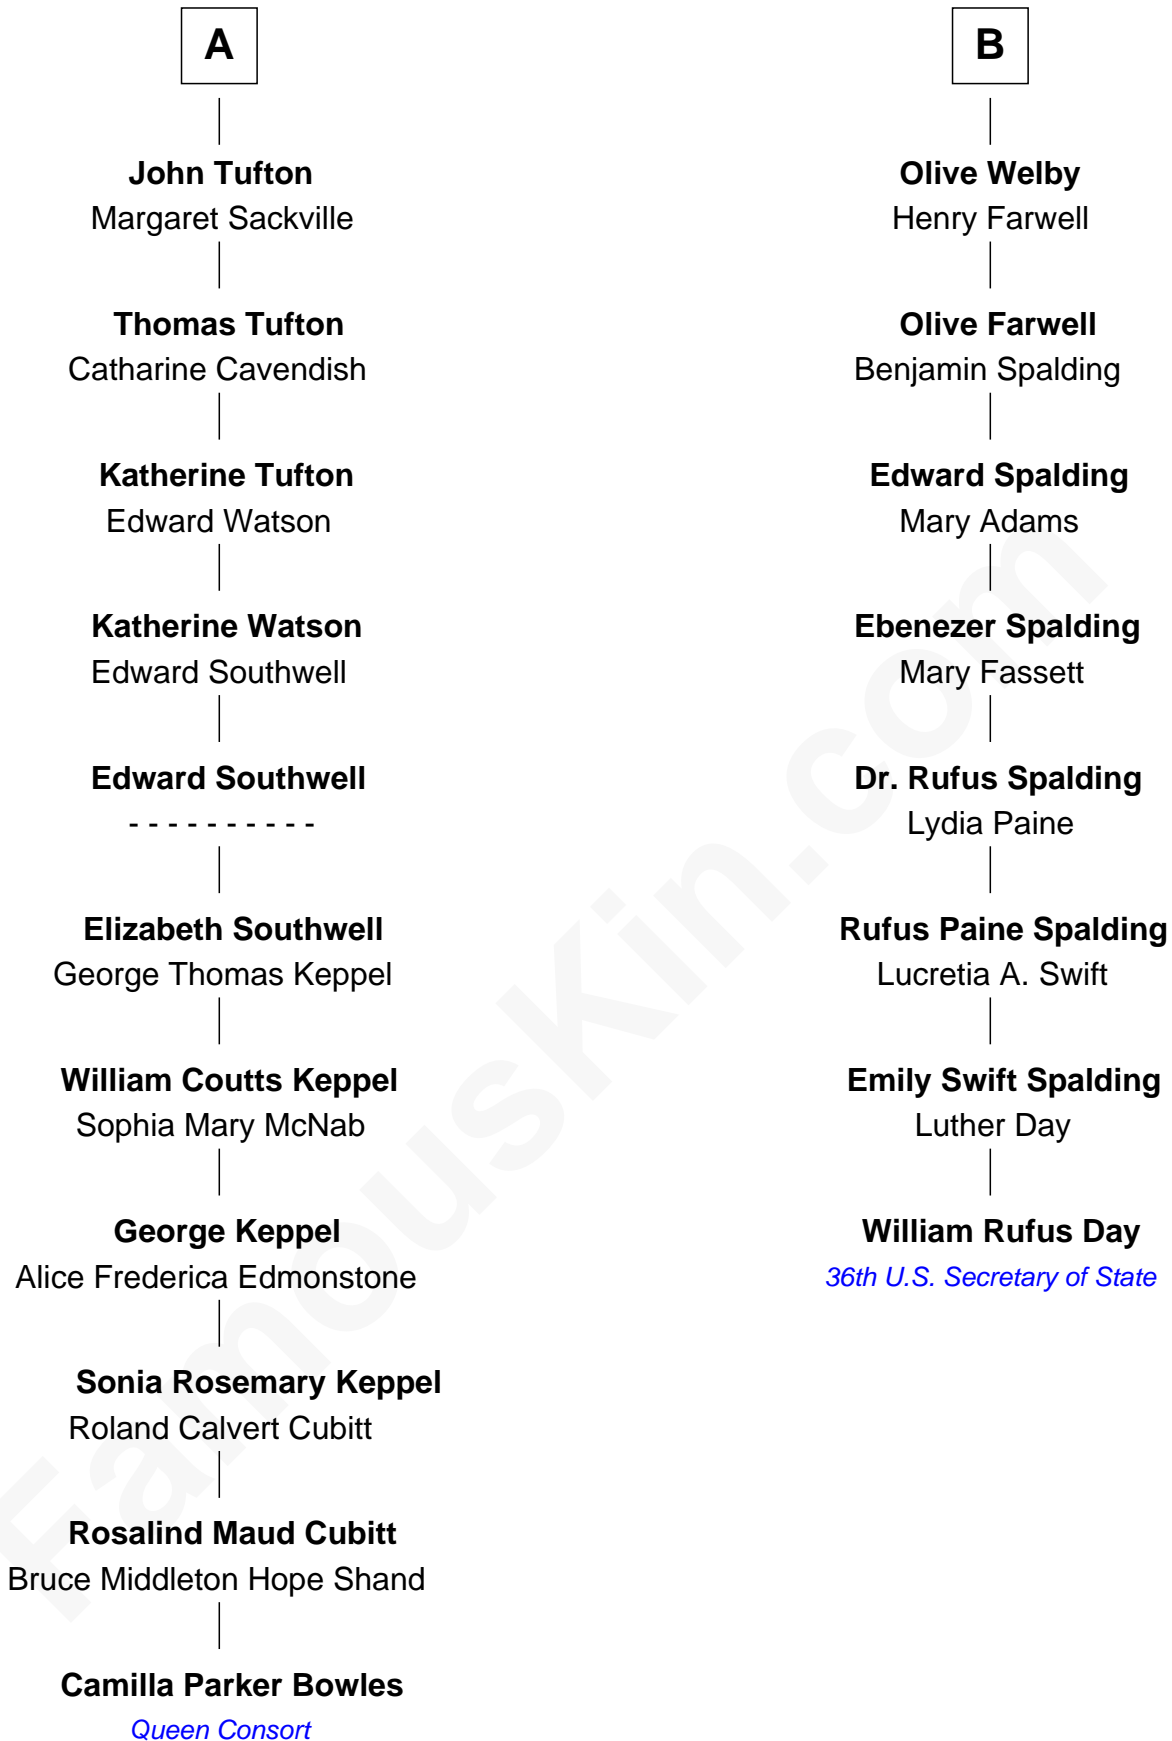 A
John Tufton
Margaret Sackville
Thomas Tufton
Catharine Cavendish
Katherine Tufton
Edward Watson
Katherine Watson
Edward Southwell
Edward Southwell
- - - - - - - - - -
Elizabeth Southwell
George Thomas Keppel
William Coutts Keppel
Sophia Mary McNab
George Keppel
Alice Frederica Edmonstone
Sonia Rosemary Keppel
Roland Calvert Cubitt
Rosalind Maud Cubitt
Bruce Middleton Hope Shand
Camilla Parker Bowles
Queen Consort
B
Olive Welby
Henry Farwell
Olive Farwell
Benjamin Spalding
Edward Spalding
Mary Adams
Ebenezer Spalding
Mary Fassett
Dr. Rufus Spalding
Lydia Paine
Rufus Paine Spalding
Lucretia A. Swift
Emily Swift Spalding
Luther Day
William Rufus Day
36th U.S. Secretary of State
FamousKin.com